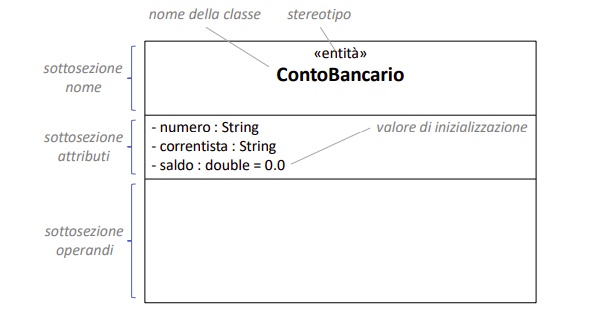 nome della classe stereotipo
«entità»
ContoBancario
sottosezione
nome
- numero : String
- correntista : String
- saldo : double = 0.0
valore di inizializzazione
sottosezione
attributi
sottosezione
operandi